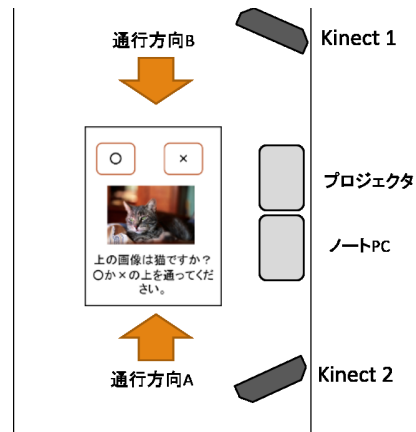 通行方向B
Kinect 1
○ ×
プロジェクタ
上の画像は猫ですか？
○か×の上を通ってくだ
さい。
ノートPC
通行方向A
Kinect 2